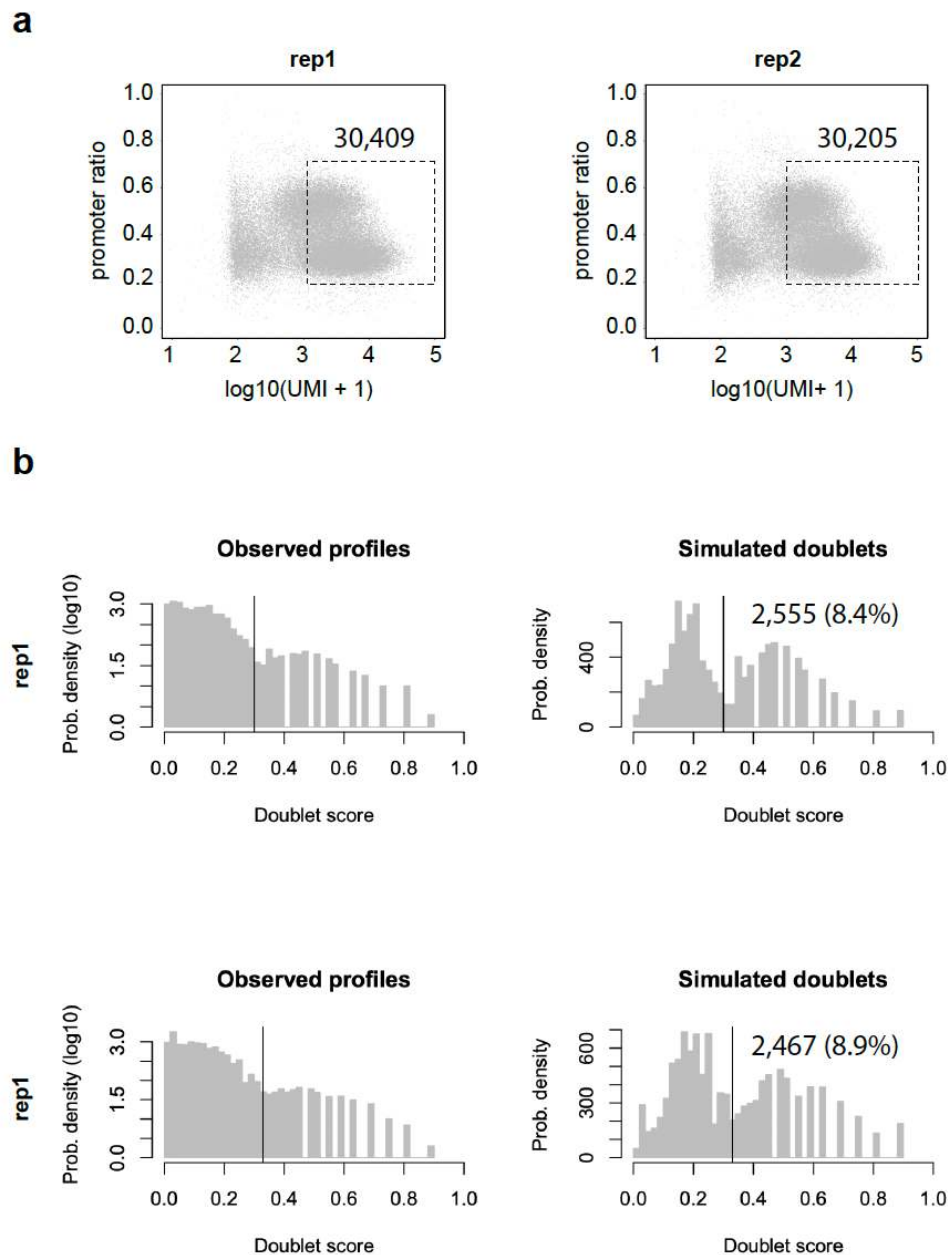 a
rep1
rep2
1.0
0.8
0.6
0.4
0.2
0.0
promoter ratio
30,409
1 2 3 4 5
log10(UMI + 1)
1.0
0.8
0.6
0.4
0.2
0.0
promoter ratio
30,205
1 2 3 4 5
log10(UMI+ 1)
b
rep1
Observed profiles
Prob. density (log10)
3.0
1.5
0.0
0.0 0.2 0.4 0.6 0.8 1.0
Doublet score
Simulated doublets
2,555 (8.4%)
Prob. density
400
0
0.0 0.2 0.4 0.6 0.8 1.0
Doublet score
rep1
Observed profiles
Prob. density (log10)
3.0
1.5
0.0
0.0 0.2 0.4 0.6 0.8 1.0
Doublet score
Simulated doublets
2,467 (8.9%)
Prob. density
600
300
0
0.0 0.2 0.4 0.6 0.8 1.0
Doublet score